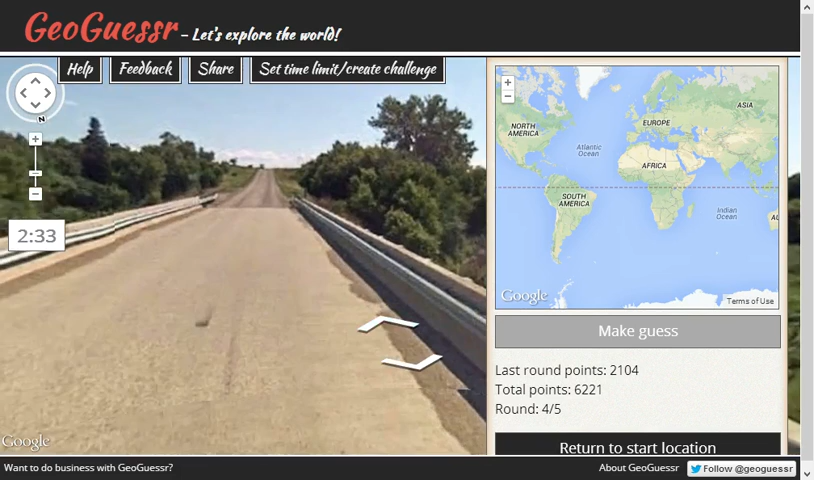 GeoGuessr – Let's explore the world!
Help
Feedback
Share
Set time limit/create challenge
N
+
−
2:33
Google
+
−
NORTH
AMERICA
Atlantic
Ocean
EUROPE
ASIA
AFRICA
SOUTH
AMERICA
Indian
Ocean
AU
Google
Terms of Use
Make guess
Last round points: 2104
Total points: 6221
Round: 4/5
Return to start location
Want to do business with GeoGuessr?
About GeoGuessr
Follow @geoguessr